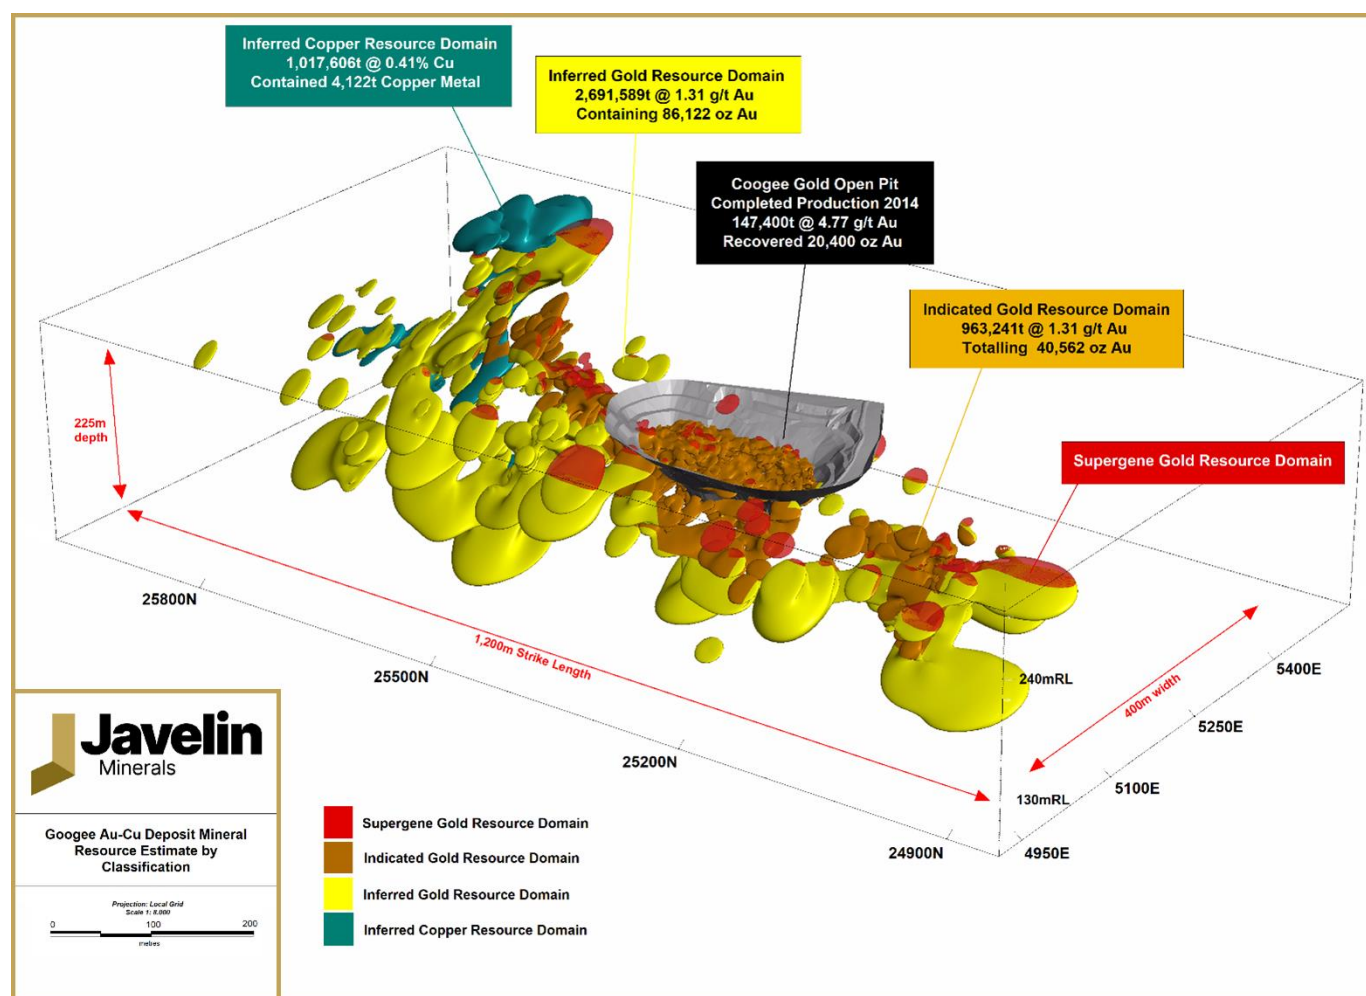 Inferred Copper Resource Domain
1,017,606t @ 0.41% Cu
Contained 4,122t Copper Metal
Inferred Gold Resource Domain
2,691,589t @ 1.31 g/t Au
Containing 86,122 oz Au
Coogee Gold Open Pit
Completed Production 2014
147,400t @ 4.77 g/t Au
Recovered 20,400 oz Au
Indicated Gold Resource Domain
963,241t @ 1.31 g/t Au
Totalling 40,562 oz Au
Supergene Gold Resource Domain
225m
depth
25800N
25500N
1,200m Strike Length
25200N
24900N
240mRL
130mRL
400m width
5400E
5250E
5100E
4950E
Javelin
Minerals
Googee Au-Cu Deposit Mineral
Resource Estimate by
Classification
Projection: Local Grid
Scale 1: 8,000
0 100 200
metres
Supergene Gold Resource Domain
Indicated Gold Resource Domain
Inferred Gold Resource Domain
Inferred Copper Resource Domain